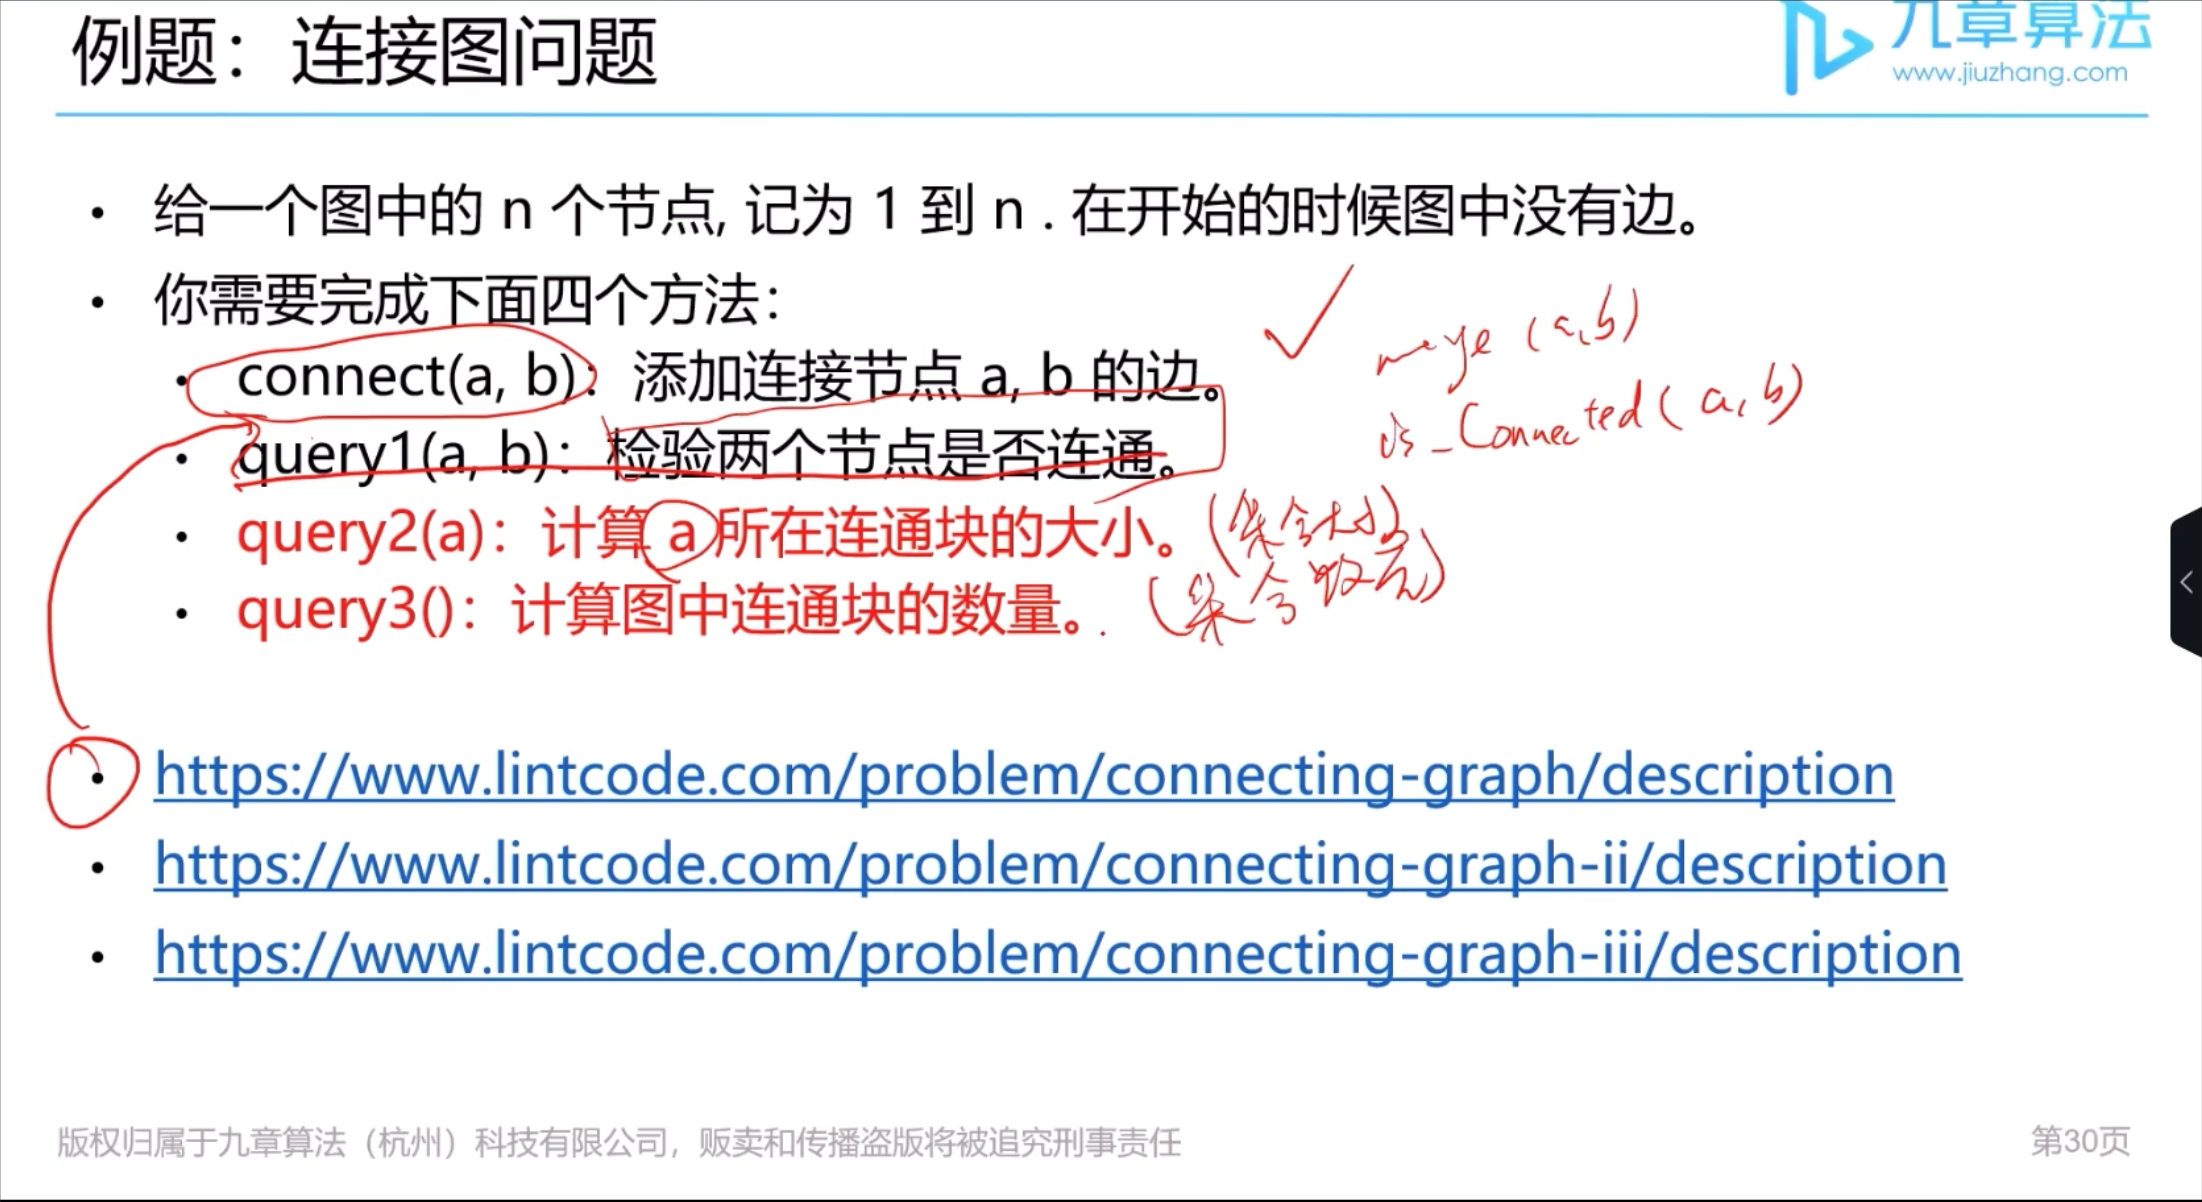 例题：连接图问题
九章算法
www.jiuzhang.com
• 给一个图中的 n 个节点, 记为 1 到 n . 在开始的时候图中没有边。
• 你需要完成下面四个方法：
• connect(a, b)：添加连接节点 a, b 的边。
merge (a,b)
• query1(a, b)：检验两个节点是否连通。
is_Connected(a,b)
• query2(a)：计算 a 所在连通块的大小。
(集合大小)
• query3()：计算图中连通块的数量。.
(集合数量)
• https://www.lintcode.com/problem/connecting-graph/description
• https://www.lintcode.com/problem/connecting-graph-ii/description
• https://www.lintcode.com/problem/connecting-graph-iii/description
版权归属于九章算法（杭州）科技有限公司，贩卖和传播盗版将被追究刑事责任
第30页